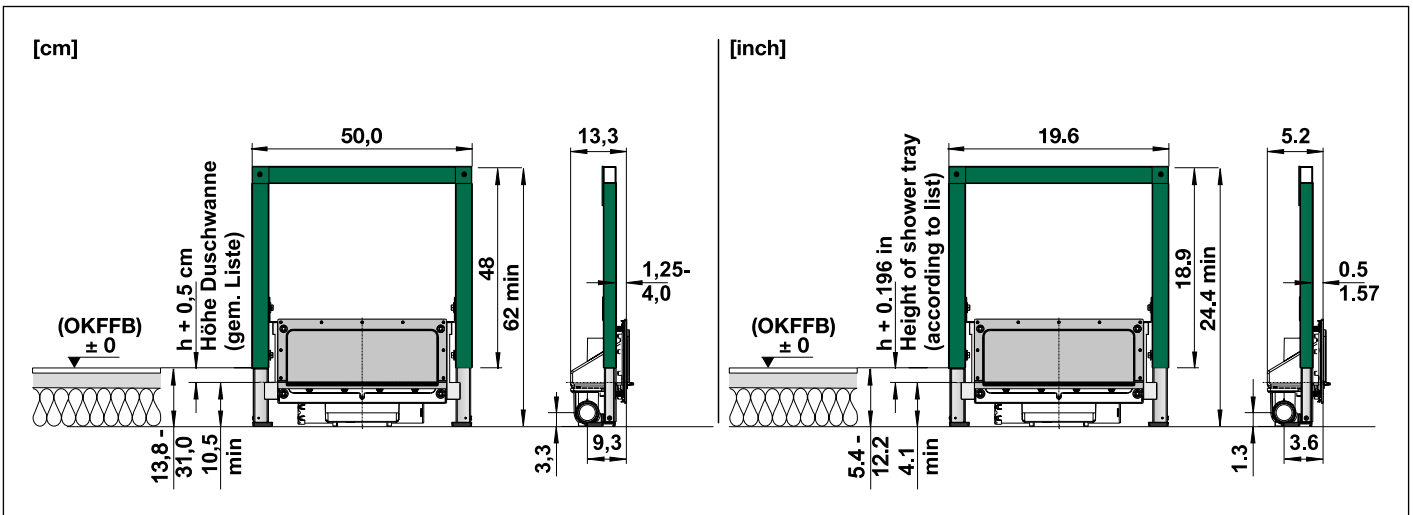 [cm]
50,0
13,3
h + 0,5 cm
Höhe Duschwanne
(gem. Liste)
48
62 min
1,25-
4,0
(OKFFB)
± 0
13,8 -
31,0
10,5
min
3,3
9,3
[inch]
19.6
5.2
h + 0.196 in
Height of shower tray
(according to list)
18.9
24.4 min
0.5
1.57
(OKFFB)
± 0
5.4 -
12.2
4.1
min
1.3
3.6